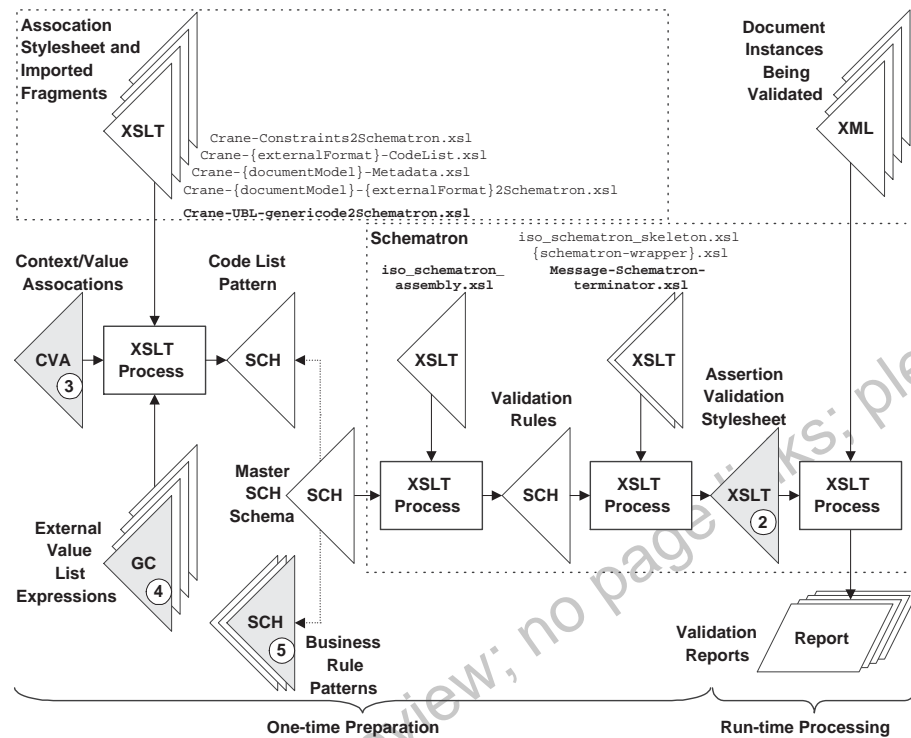 Assocation
Stylesheet and
Imported
Fragments
XSLT
Crane-Constraints2Schematron.xsl
Crane-{externalFormat}-CodeList.xsl
Crane-{documentModel}-Metadata.xsl
Crane-{documentModel}-{externalFormat}2Schematron.xsl
Crane-UBL-genericode2Schematron.xsl
Document
Instances
Being
Validated
XML
Schematron
iso_schematron_skeleton.xsl
{schematron-wrapper}.xsl
Message-Schematron-
terminator.xsl
iso_schematron_
assembly.xsl
Context/Value
Assocations
Code List
Pattern
CVA
3
XSLT
Process
SCH
XSLT
XSLT
Validation
Rules
Assertion
Validation
Stylesheet
Master
SCH
Schema
SCH
XSLT
Process
SCH
XSLT
Process
XSLT
2
XSLT
Process
External
Value
List
Expressions
GC
4
SCH
5
Business
Rule
Patterns
Validation
Reports
Report
One-time Preparation
Run-time Processing
eview; no page links; ple